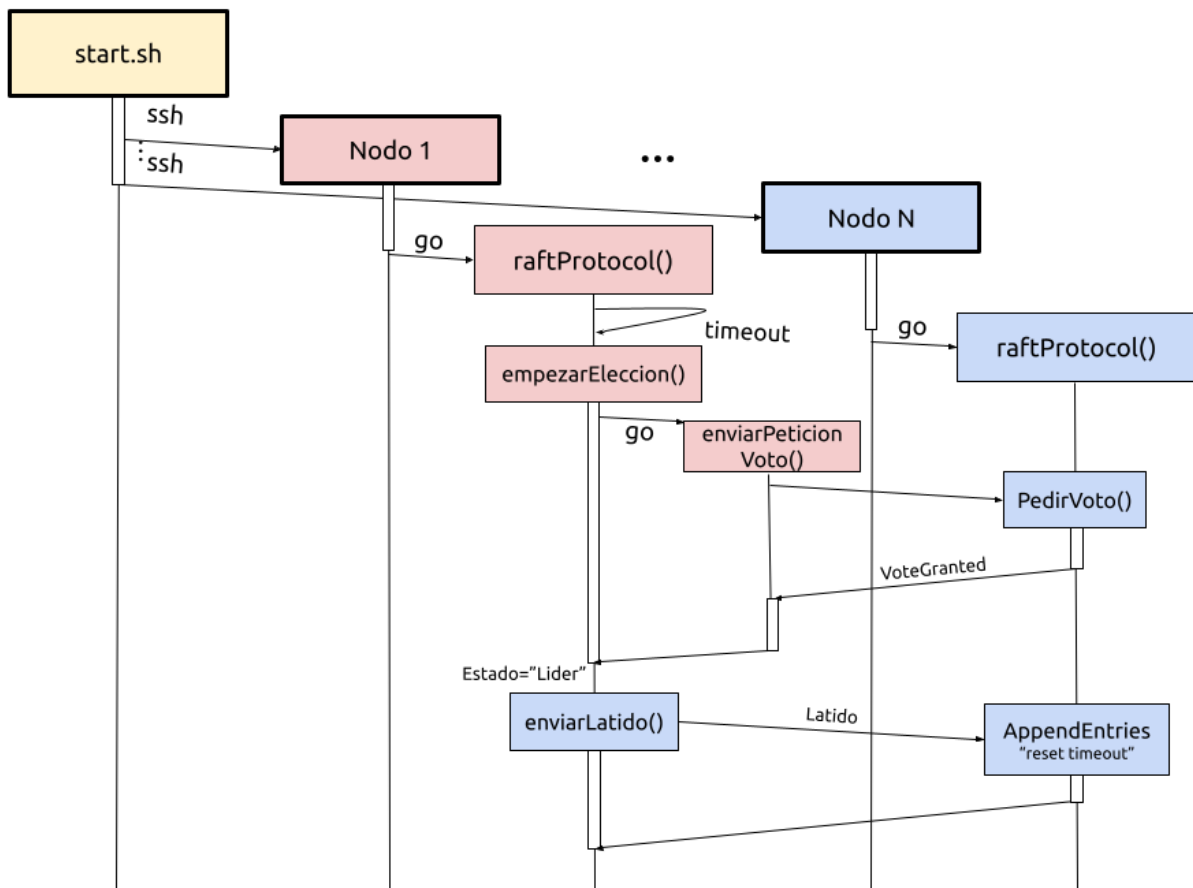 start.sh
ssh
Nodo 1
...
⋮
ssh
Nodo N
go
raftProtocol()
timeout
go
raftProtocol()
empezarEleccion()
go
enviarPeticion
Voto()
PedirVoto()
VoteGranted
Estado=”Lider”
enviarLatido()
Latido
AppendEntries
“reset timeout”